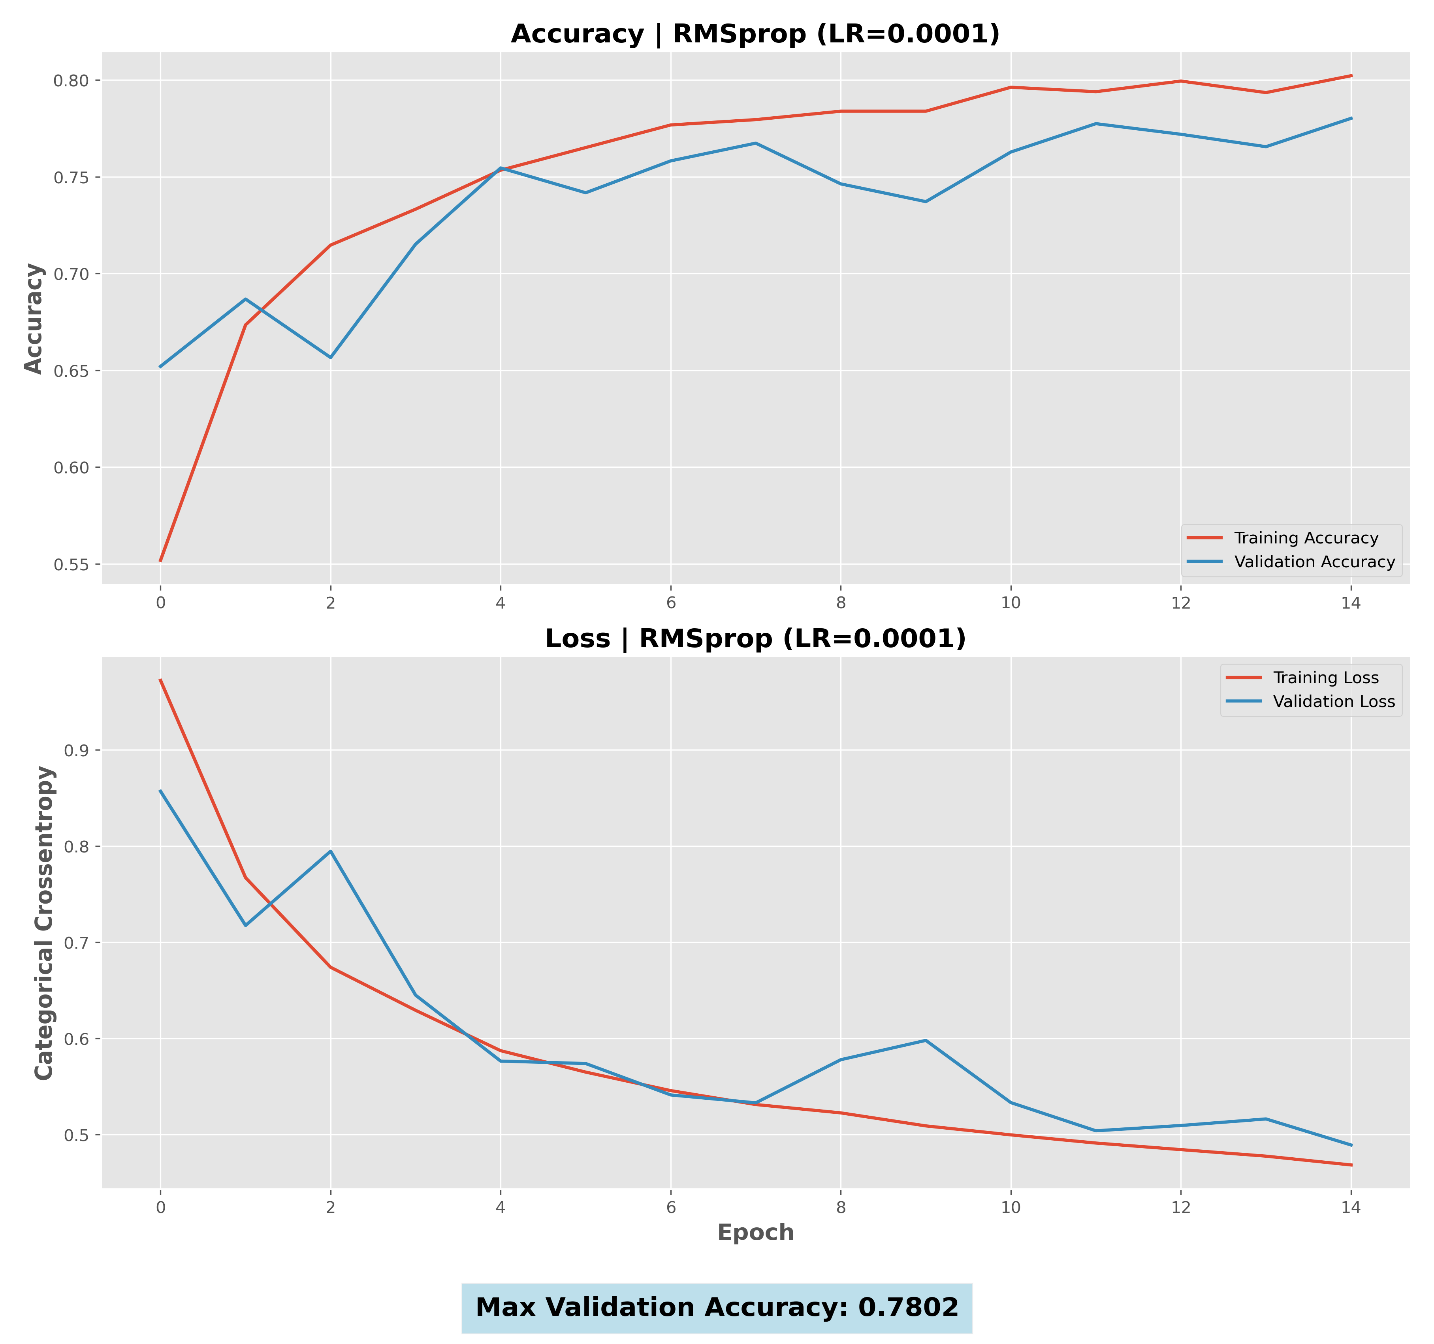 Accuracy | RMSprop (LR=0.0001)
0.80
0.75
0.70
0.65
0.60
0.55
Accuracy
Training Accuracy
Validation Accuracy
0 2 4 6 8 10 12 14
Loss | RMSprop (LR=0.0001)
Training Loss
Validation Loss
0.9
0.8
0.7
0.6
0.5
Categorical Crossentropy
0 2 4 6 8 10 12 14
Epoch
Max Validation Accuracy: 0.7802